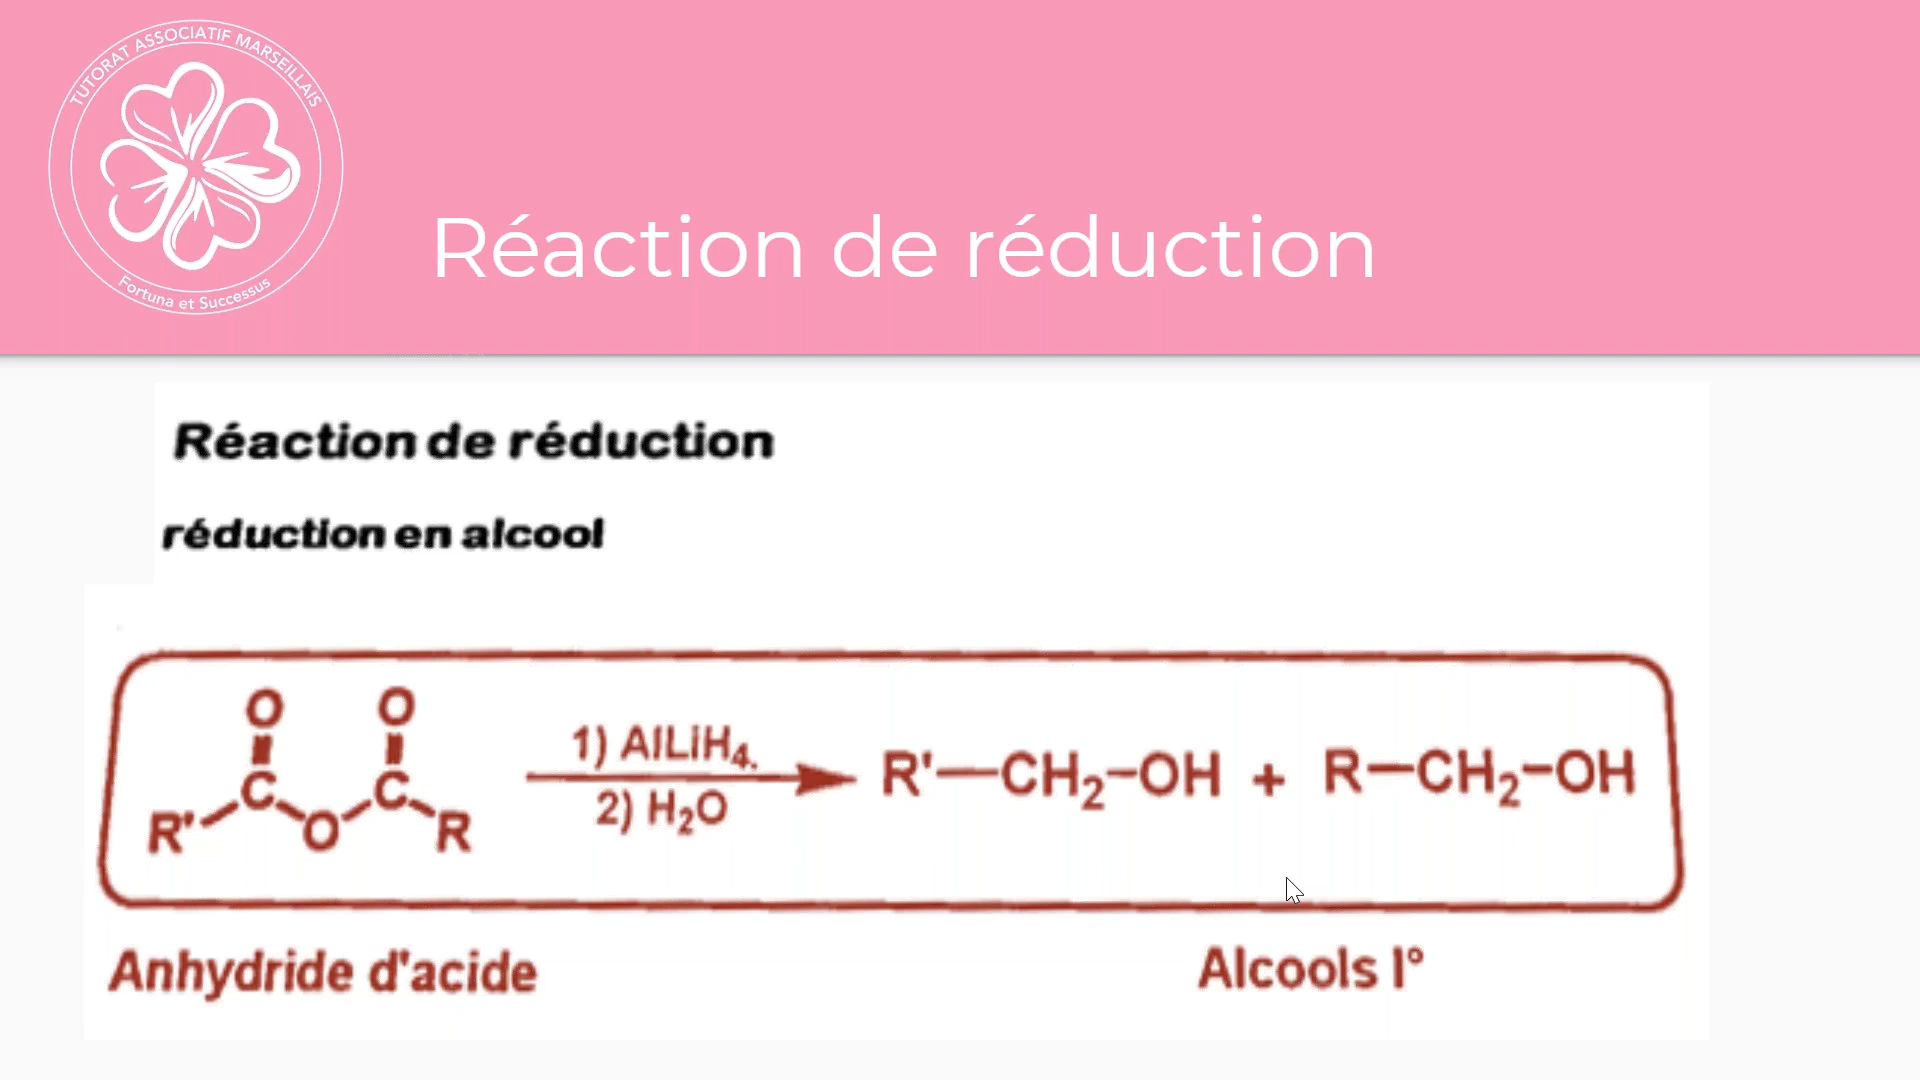 TUTORAT ASSOCIATIF MARSEILLAIS
Fortuna et Successus
Réaction de réduction
Réaction de réduction
réduction en alcool
O O
1) AlLiH₄.
R' C O C R
R'—CH₂—OH + R—CH₂—OH
2) H₂O
Anhydride d'acide
Alcools I°